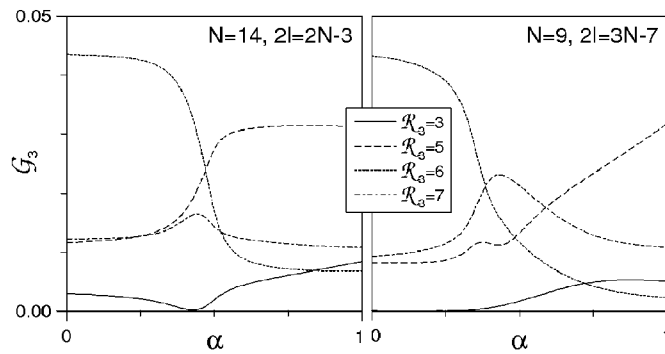 0.05
N=14, 2l=2N-3
N=9, 2l=3N-7
𝓡₃=3
𝓡₃=5
𝓡₃=6
𝓡₃=7
𝓖₃
0.00
0
α
1
0
α
1